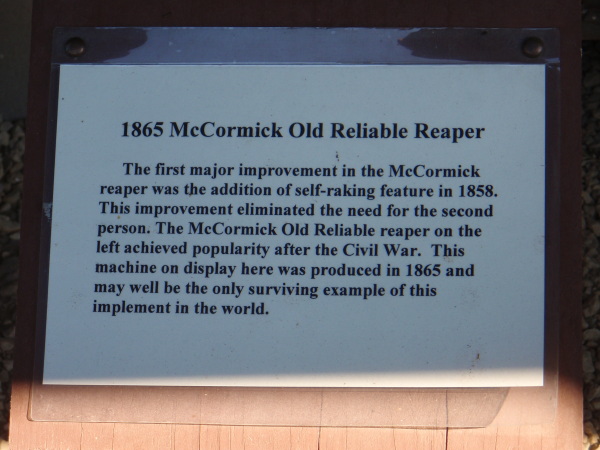 1865 McCormick Old Reliable Reaper
The first major improvement in the McCormick
reaper was the addition of self-raking feature in 1858.
This improvement eliminated the need for the second
person. The McCormick Old Reliable reaper on the
left achieved popularity after the Civil War.  This
machine on display here was produced in 1865 and
may well be the only surviving example of this
implement in the world.